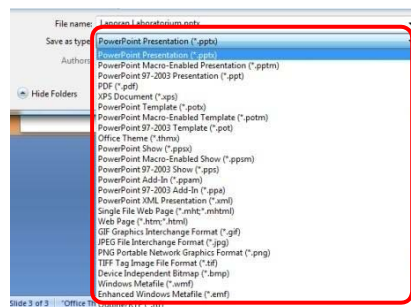 File name: Laporan Laboratorium.pptx
Save as type: PowerPoint Presentation (*.pptx)
PowerPoint Presentation (*.pptx)
Authors:
PowerPoint Macro-Enabled Presentation (*.pptm)
PowerPoint 97-2003 Presentation (*.ppt)
PDF (*.pdf)
Hide Folders
XPS Document (*.xps)
PowerPoint Template (*.potx)
PowerPoint Macro-Enabled Template (*.potm)
PowerPoint 97-2003 Template (*.pot)
Office Theme (*.thmx)
PowerPoint Show (*.ppsx)
PowerPoint Macro-Enabled Show (*.ppsm)
PowerPoint 97-2003 Show (*.pps)
PowerPoint Add-In (*.ppam)
PowerPoint 97-2003 Add-In (*.ppa)
PowerPoint XML Presentation (*.xml)
Single File Web Page (*.mht;*.mhtml)
Web Page (*.htm;*.html)
GIF Graphics Interchange Format (*.gif)
JPEG File Interchange Format (*.jpg)
PNG Portable Network Graphics Format (*.png)
TIFF Tag Image File Format (*.tif)
Device Independent Bitmap (*.bmp)
Windows Metafile (*.wmf)
Enhanced Windows Metafile (*.emf)
Slide 3 of 3 "Office Th